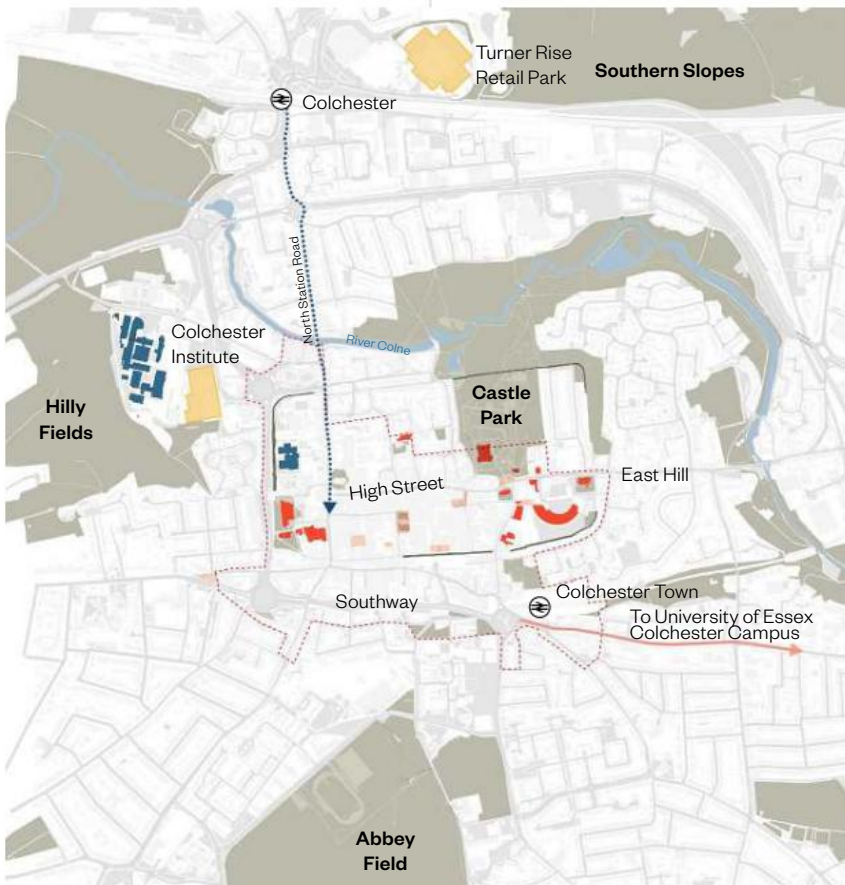 Turner Rise
Retail Park
Southern Slopes
Colchester
North Station Road
Colchester
Institute
River Colne
Hilly
Fields
Castle
Park
High Street
East Hill
Colchester Town
Southway
To University of Essex
Colchester Campus
Abbey
Field